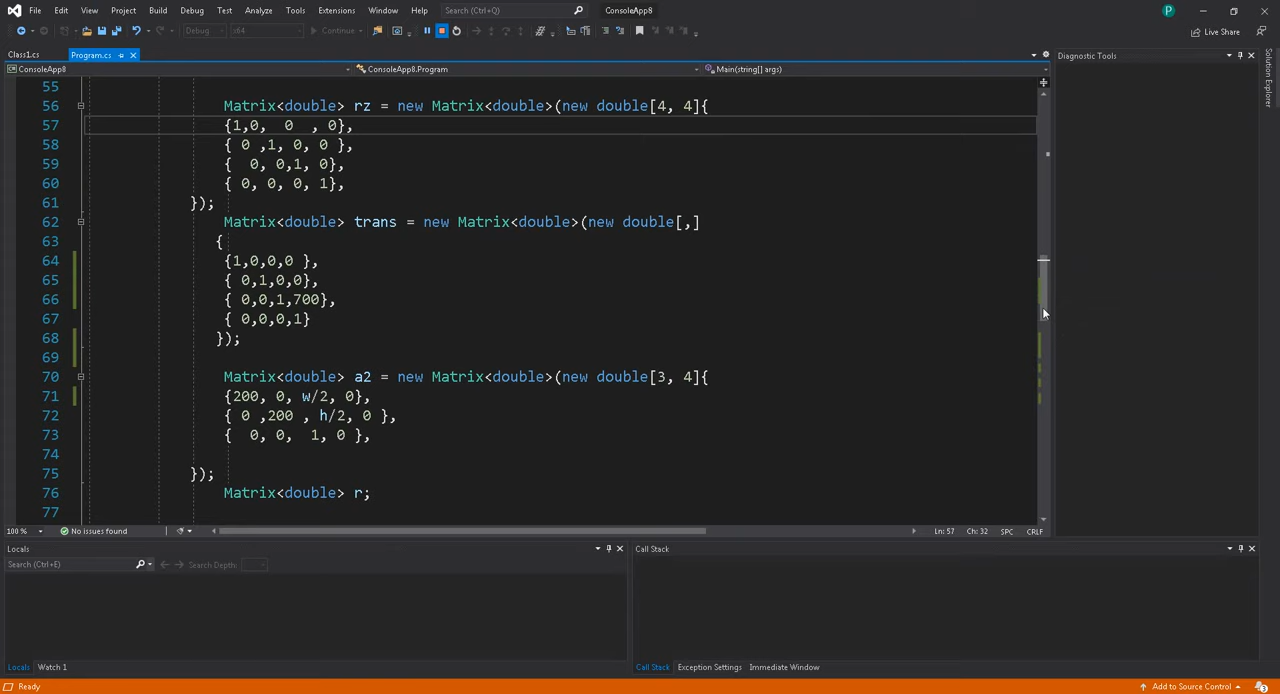 File Edit View Git Project Build Debug Test Analyze Tools Extensions Window Help Search (Ctrl+Q) ConsoleApp8 P
Debug x64 Continue Live Share
Class1.cs Program.cs Diagnostic Tools
ConsoleApp8 ConsoleApp8.Program Main(string[] args)
55
56 Matrix<double> rz = new Matrix<double>(new double[4, 4]{
57 {1,0, 0 , 0},
58 { 0 ,1, 0, 0 },
59 { 0, 0,1, 0},
60 { 0, 0, 0, 1},
61 });
62 Matrix<double> trans = new Matrix<double>(new double[,]
63 {
64 {1,0,0,0 },
65 { 0,1,0,0},
66 { 0,0,1,700},
67 { 0,0,0,1}
68 });
69
70 Matrix<double> a2 = new Matrix<double>(new double[3, 4]{
71 {200, 0, w/2, 0},
72 { 0 ,200 , h/2, 0 },
73 { 0, 0, 1, 0 },
74
75 });
76 Matrix<double> r;
77
100 % No issues found Ln: 57 Ch: 32 SPC CRLF
Locals
Search (Ctrl+E) Search Depth:
Locals Watch 1
Call Stack
Call Stack Exception Settings Immediate Window
Ready Add to Source Control
Solution Explorer